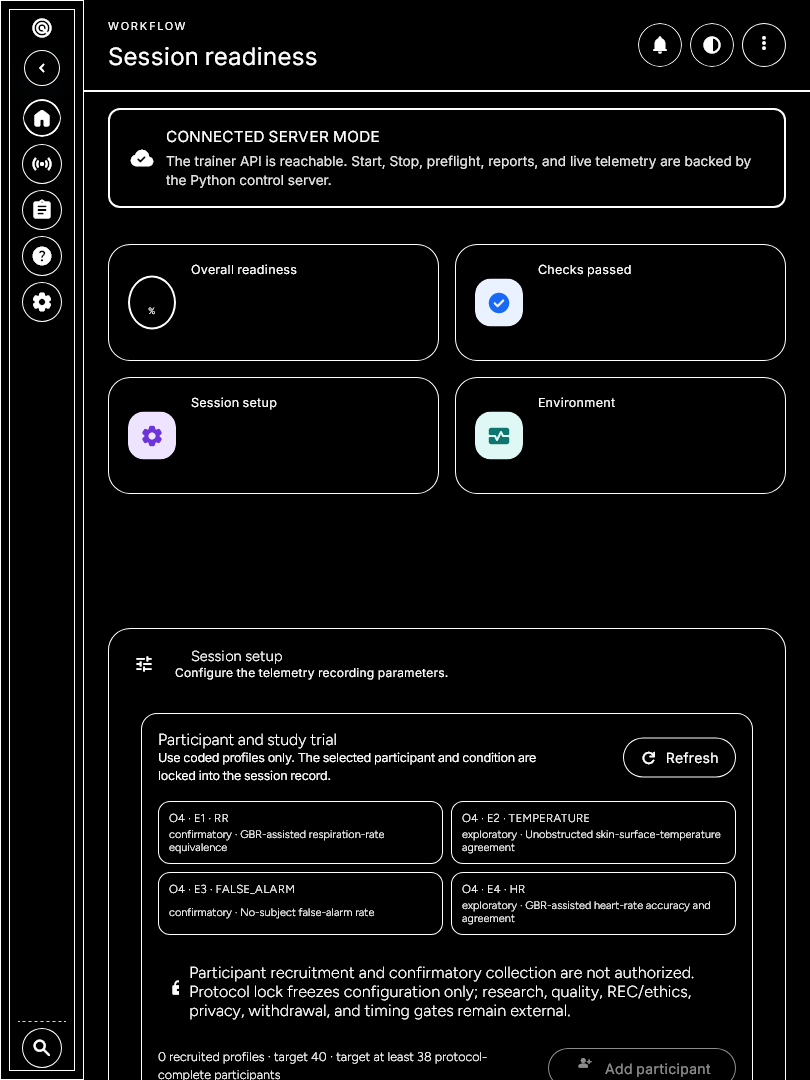 WORKFLOW
Session readiness
CONNECTED SERVER MODE
The trainer API is reachable. Start, Stop, preflight, reports, and live telemetry are backed by
the Python control server.
Overall readiness
%
Checks passed
Session setup
Environment
Session setup
Configure the telemetry recording parameters.
Participant and study trial
Use coded profiles only. The selected participant and condition are
locked into the session record.
Refresh
O4 · E1 · RR
confirmatory · GBR-assisted respiration-rate
equivalence
O4 · E2 · TEMPERATURE
exploratory · Unobstructed skin-surface-temperature
agreement
O4 · E3 · FALSE_ALARM
confirmatory · No-subject false-alarm rate
O4 · E4 · HR
exploratory · GBR-assisted heart-rate accuracy and
agreement
Participant recruitment and confirmatory collection are not authorized.
Protocol lock freezes configuration only; research, quality, REC/ethics,
privacy, withdrawal, and timing gates remain external.
0 recruited profiles · target 40 · target at least 38 protocol-
complete participants
Add participant